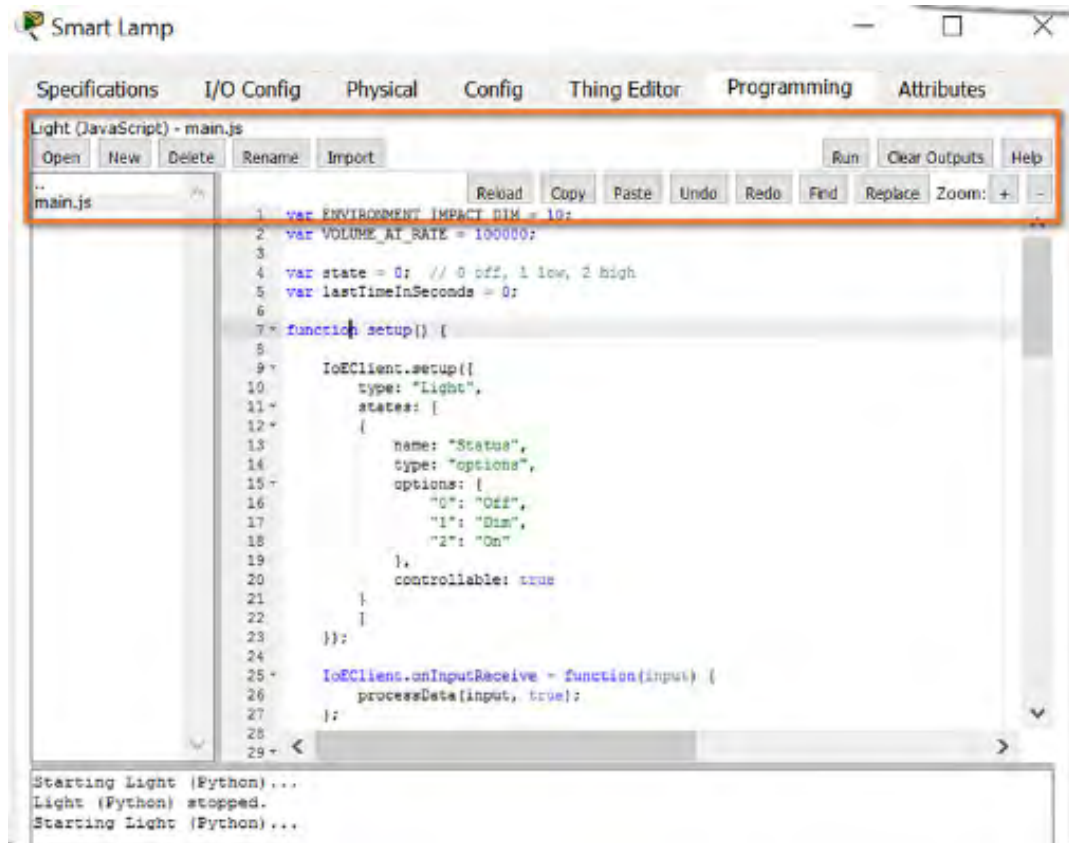 Smart Lamp
Specifications I/O Config Physical Config Thing Editor Programming Attributes
Light (JavaScript) - main.js
Open New Delete Rename Import Run Clear Outputs Help
..
main.js
Reload Copy Paste Undo Redo Find Replace Zoom: + -
1 var ENVIRONMENT_IMPACT_DIM = 10;
2 var VOLUME_AT_RATE = 100000;
3
4 var state = 0; // 0 off, 1 low, 2 high
5 var lastTimeInSeconds = 0;
6
7 function setup() {
8
9 IoEClient.setup({
10 type: "Light",
11 states: [
12 {
13 name: "Status",
14 type: "options",
15 options: {
16 "0": "Off",
17 "1": "Dim",
18 "2": "On"
19 },
20 controllable: true
21 }
22 ]
23 });
24
25 IoEClient.onInputReceive = function(input) {
26 processData(input, true);
27 };
28
29
Starting Light (Python)...
Light (Python) stopped.
Starting Light (Python)...